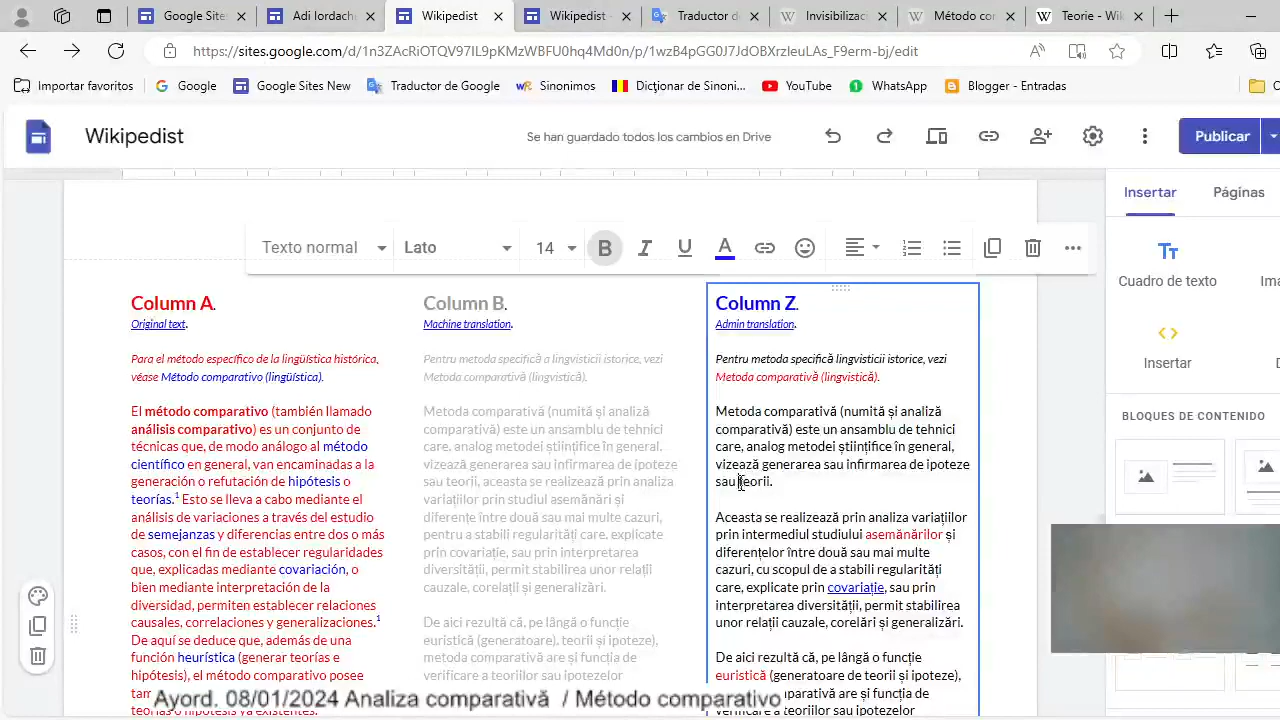 Google Sites
Adi Iordach
Wikipedist
Wikipedist -
Traductor d
Invisibilizac
Método co
Teorie - Wik
https://sites.google.com/d/1n3ZAcRiOTQV97IL9pKMzWBFU0hq4Md0n/p/1wzB4pGG0J7JdOBXrzleuLAs_F9erm-bj/edit
Importar favoritos
Google
Google Sites New
Traductor de Google
Sinonimos
Dicționar de Sinoni...
YouTube
WhatsApp
Blogger - Entradas
Wikipedist
Se han guardado todos los cambios en Drive
Publicar
Insertar
Páginas
Texto normal
Lato
14
Cuadro de texto
Insertar
BLOQUES DE CONTENIDO
Column A.
Original text.
Para el método específico de la lingüística histórica,
véase Método comparativo (lingüística).
El método comparativo (también llamado
análisis comparativo) es un conjunto de
técnicas que, de modo análogo al método
científico en general, van encaminadas a la
generación o refutación de hipótesis o
teorías.1 Esto se lleva a cabo mediante el
análisis de variaciones a través del estudio
de semejanzas y diferencias entre dos o más
casos, con el fin de establecer regularidades
que, explicadas mediante covariación, o
bien mediante interpretación de la
diversidad, permiten establecer relaciones
causales, correlaciones y generalizaciones.1
De aquí se deduce que, además de una
función heurística (generar teorías e
hipótesis), el método comparativo posee
Column B.
Machine translation.
Pentru metoda specifică a lingvisticii istorice, vezi
Metoda comparativă (lingvistică).
Metoda comparativă (numită și analiză
comparativă) este un ansamblu de tehnici
care, analog metodei științifice în general,
vizează generarea sau infirmarea de ipoteze
sau teorii, aceasta se realizează prin analiza
variațiilor prin studiul asemănări și
diferențe între două sau mai multe cazuri,
pentru a stabili regularități care, explicate
prin covariație, sau prin interpretarea
diversității, permit stabilirea unor relații
cauzale, corelații și generalizări.
De aici rezultă că, pe lângă o funcție
euristică (generatoare), teorii și ipoteze),
metoda comparativă are și funcția de
verificare a teoriilor sau ipotezelor
Column Z.
Admin translation.
Pentru metoda specifică lingvisticii istorice, vezi
Metoda comparativă (lingvistică).
Metoda comparativă (numită și analiză
comparativă) este un ansamblu de tehnici
care, analog metodei științifice în general,
vizează generarea sau infirmarea de ipoteze
sau teorii.
Aceasta se realizează prin analiza variațiilor
prin intermediul studiului asemănărilor și
diferențelor între două sau mai multe
cazuri, cu scopul de a stabili regularități
care, explicate prin covariație, sau prin
interpretarea diversității, permit stabilirea
unor relații cauzale, corelări și generalizări.
De aici rezultă că, pe lângă o funcție
euristică (generatoare de teorii și ipoteze),
are și funcția de
verificare a teoriilor sau ipotezelor
Ayord. 08/01/2024 Analiza comparativă / Método comparativo